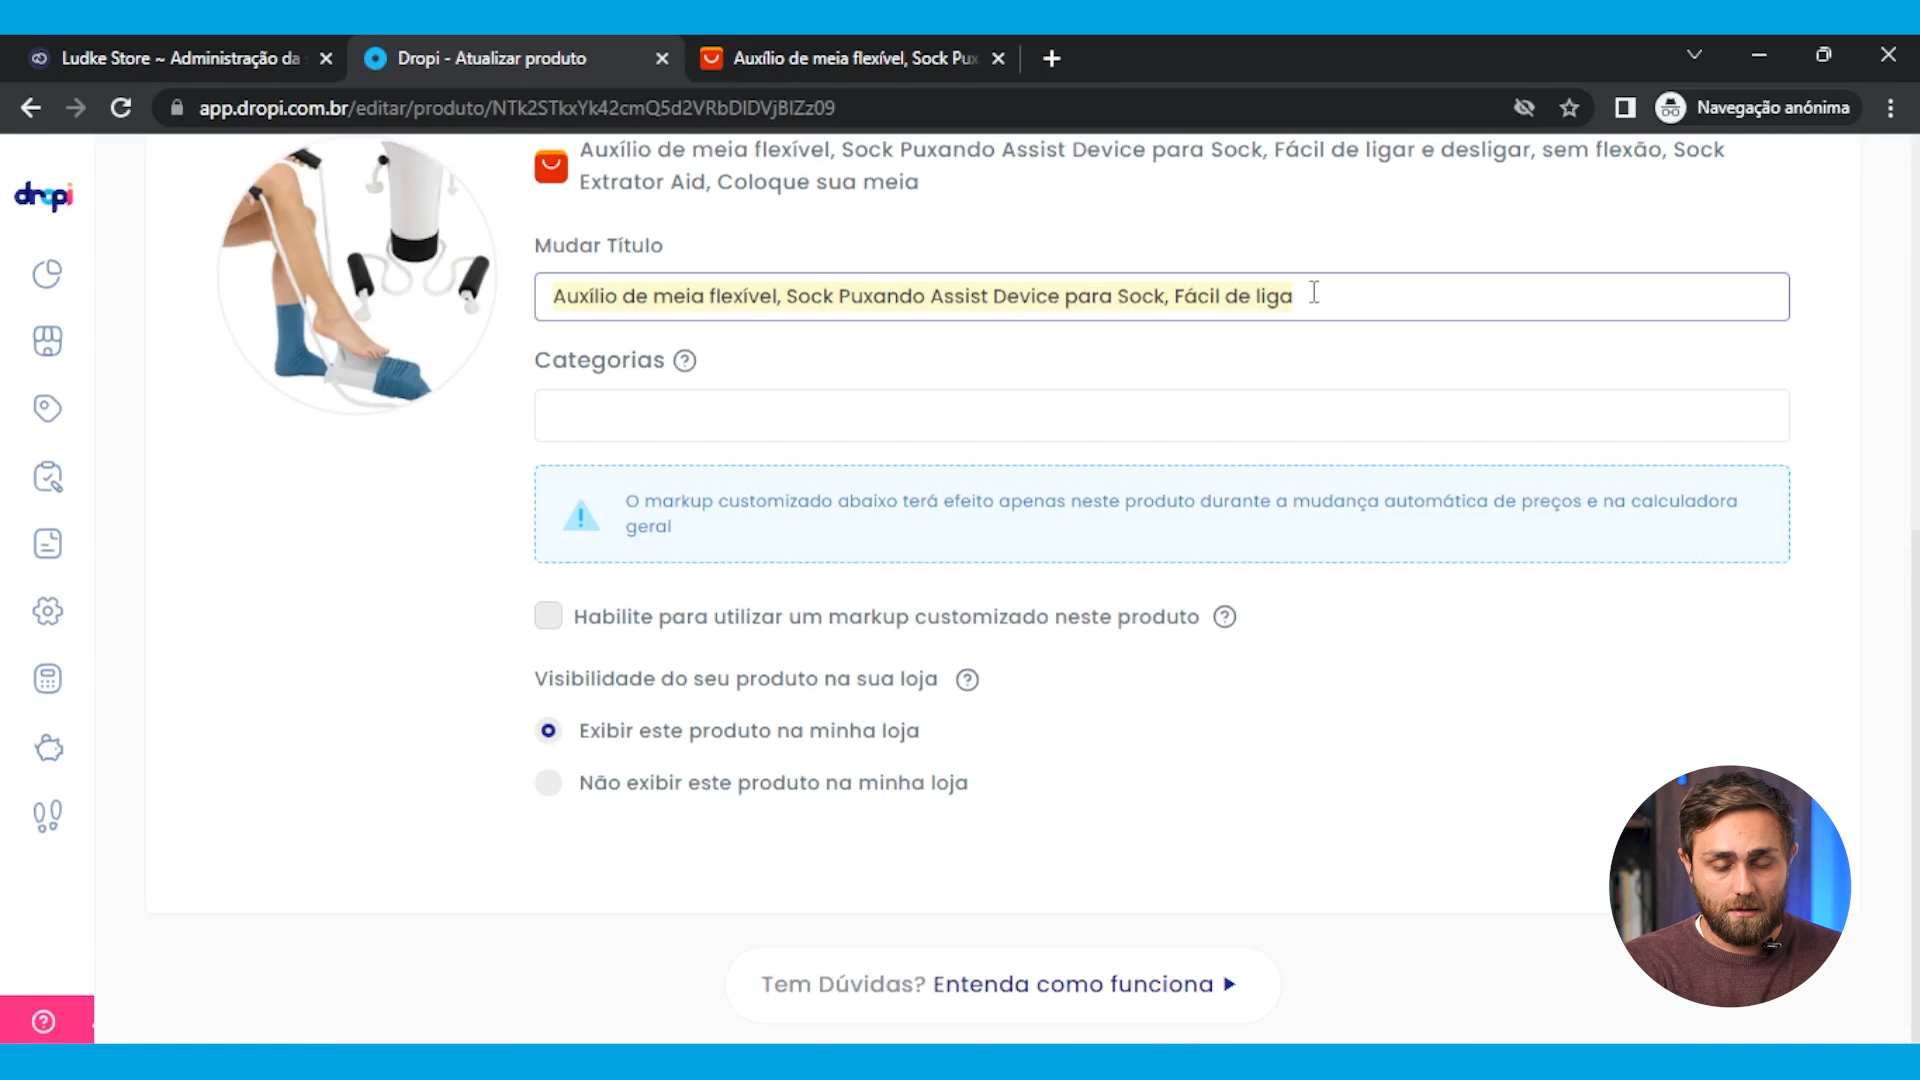 Ludke Store ~ Administração da
Dropi - Atualizar produto
Auxílio de meia flexível, Sock Pux
app.dropi.com.br/editar/produto/NTk2STkxYk42cmQ5d2VRbDlDVjBlZz09
Navegação anónima
dropi
Auxílio de meia flexível, Sock Puxando Assist Device para Sock, Fácil de ligar e desligar, sem flexão, Sock
Extrator Aid, Coloque sua meia
Mudar Título
Auxílio de meia flexível, Sock Puxando Assist Device para Sock, Fácil de liga
Categorias ?
! O markup customizado abaixo terá efeito apenas neste produto durante a mudança automática de preços e na calculadora
geral
Habilite para utilizar um markup customizado neste produto ?
Visibilidade do seu produto na sua loja ?
Exibir este produto na minha loja
Não exibir este produto na minha loja
Tem Dúvidas? Entenda como funciona
?